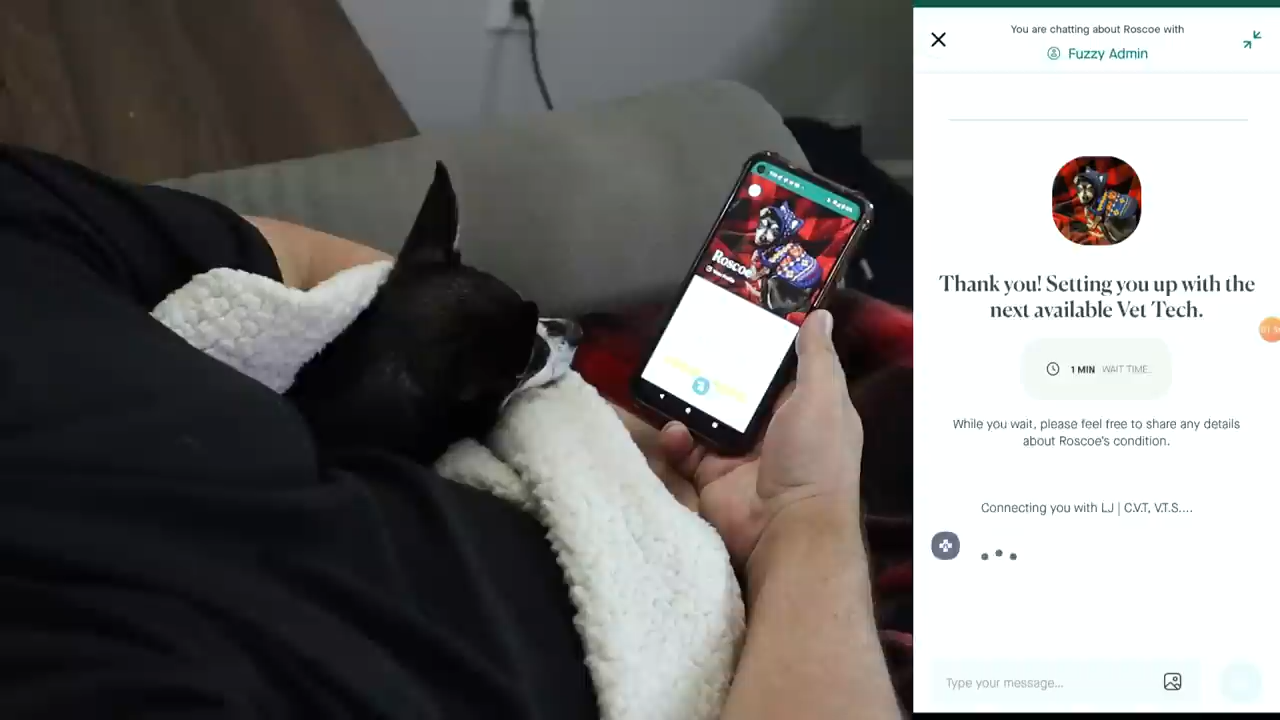 Roscoe
You are chatting about Roscoe with
Fuzzy Admin
Thank you! Setting you up with the
next available Vet Tech.
1 MIN WAIT TIME.
While you wait, please feel free to share any details
about Roscoe's condition.
Connecting you with LJ | C.V.T, V.T.S....
Type your message...